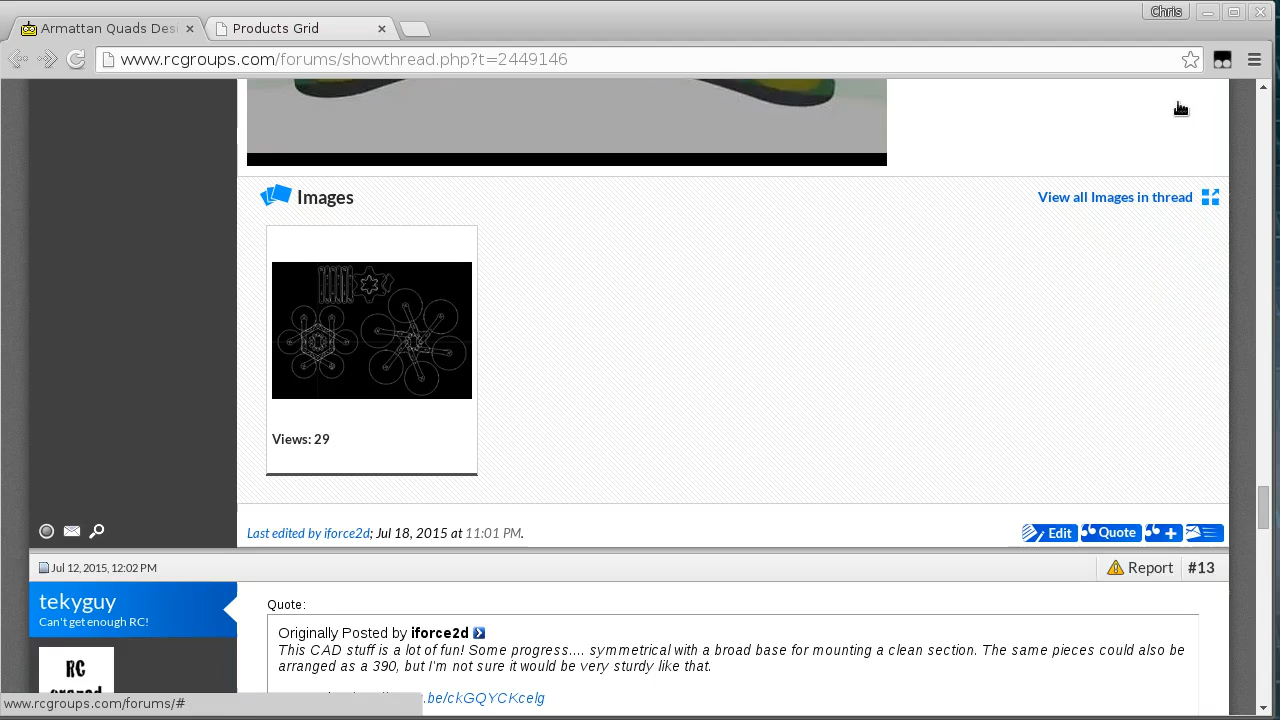 Chris
Armattan Quads Desi
Products Grid
www.rcgroups.com/forums/showthread.php?t=2449146
Images
View all Images in thread
Views: 29
Last edited by iforce2d; Jul 18, 2015 at 11:01 PM.
Edit
Quote
Jul 12, 2015, 12:02 PM
Report
#13
tekyguy
Can't get enough RC!
Quote:
Originally Posted by iforce2d
This CAD stuff is a lot of fun! Some progress.... symmetrical with a broad base for mounting a clean section. The same pieces could also be
arranged as a 390, but I'm not sure it would be very sturdy like that.
RC
.be/ckGQYCKcelg
www.rcgroups.com/forums/#